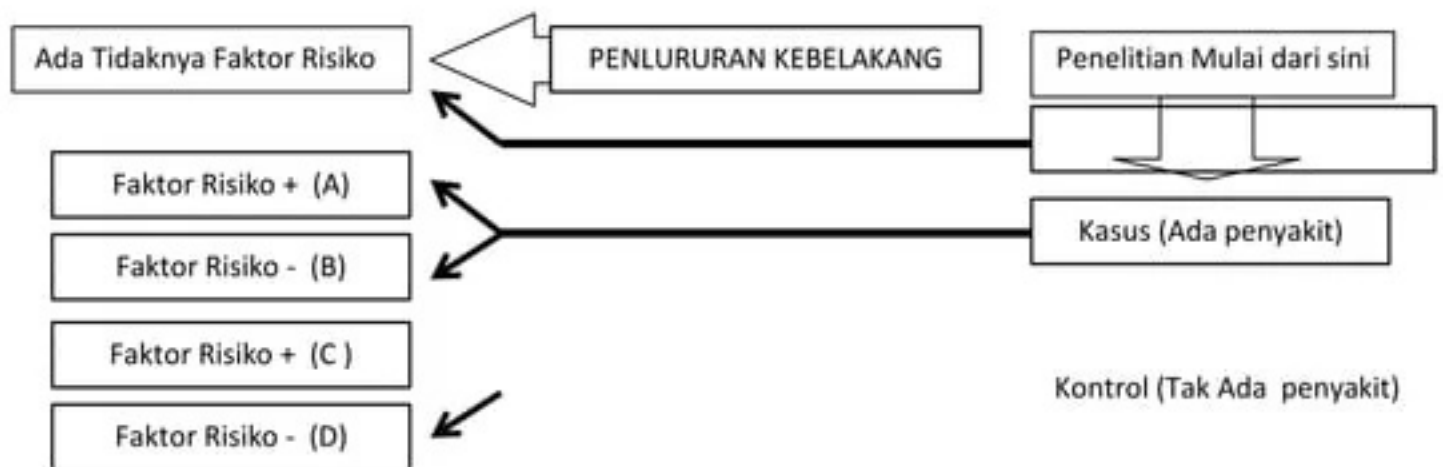 Ada Tidaknya Faktor Risiko
PENLURURAN KEBELAKANG
Penelitian Mulai dari sini
Faktor Risiko + (A)
Kasus (Ada penyakit)
Faktor Risiko - (B)
Faktor Risiko + (C )
Kontrol (Tak Ada penyakit)
Faktor Risiko - (D)